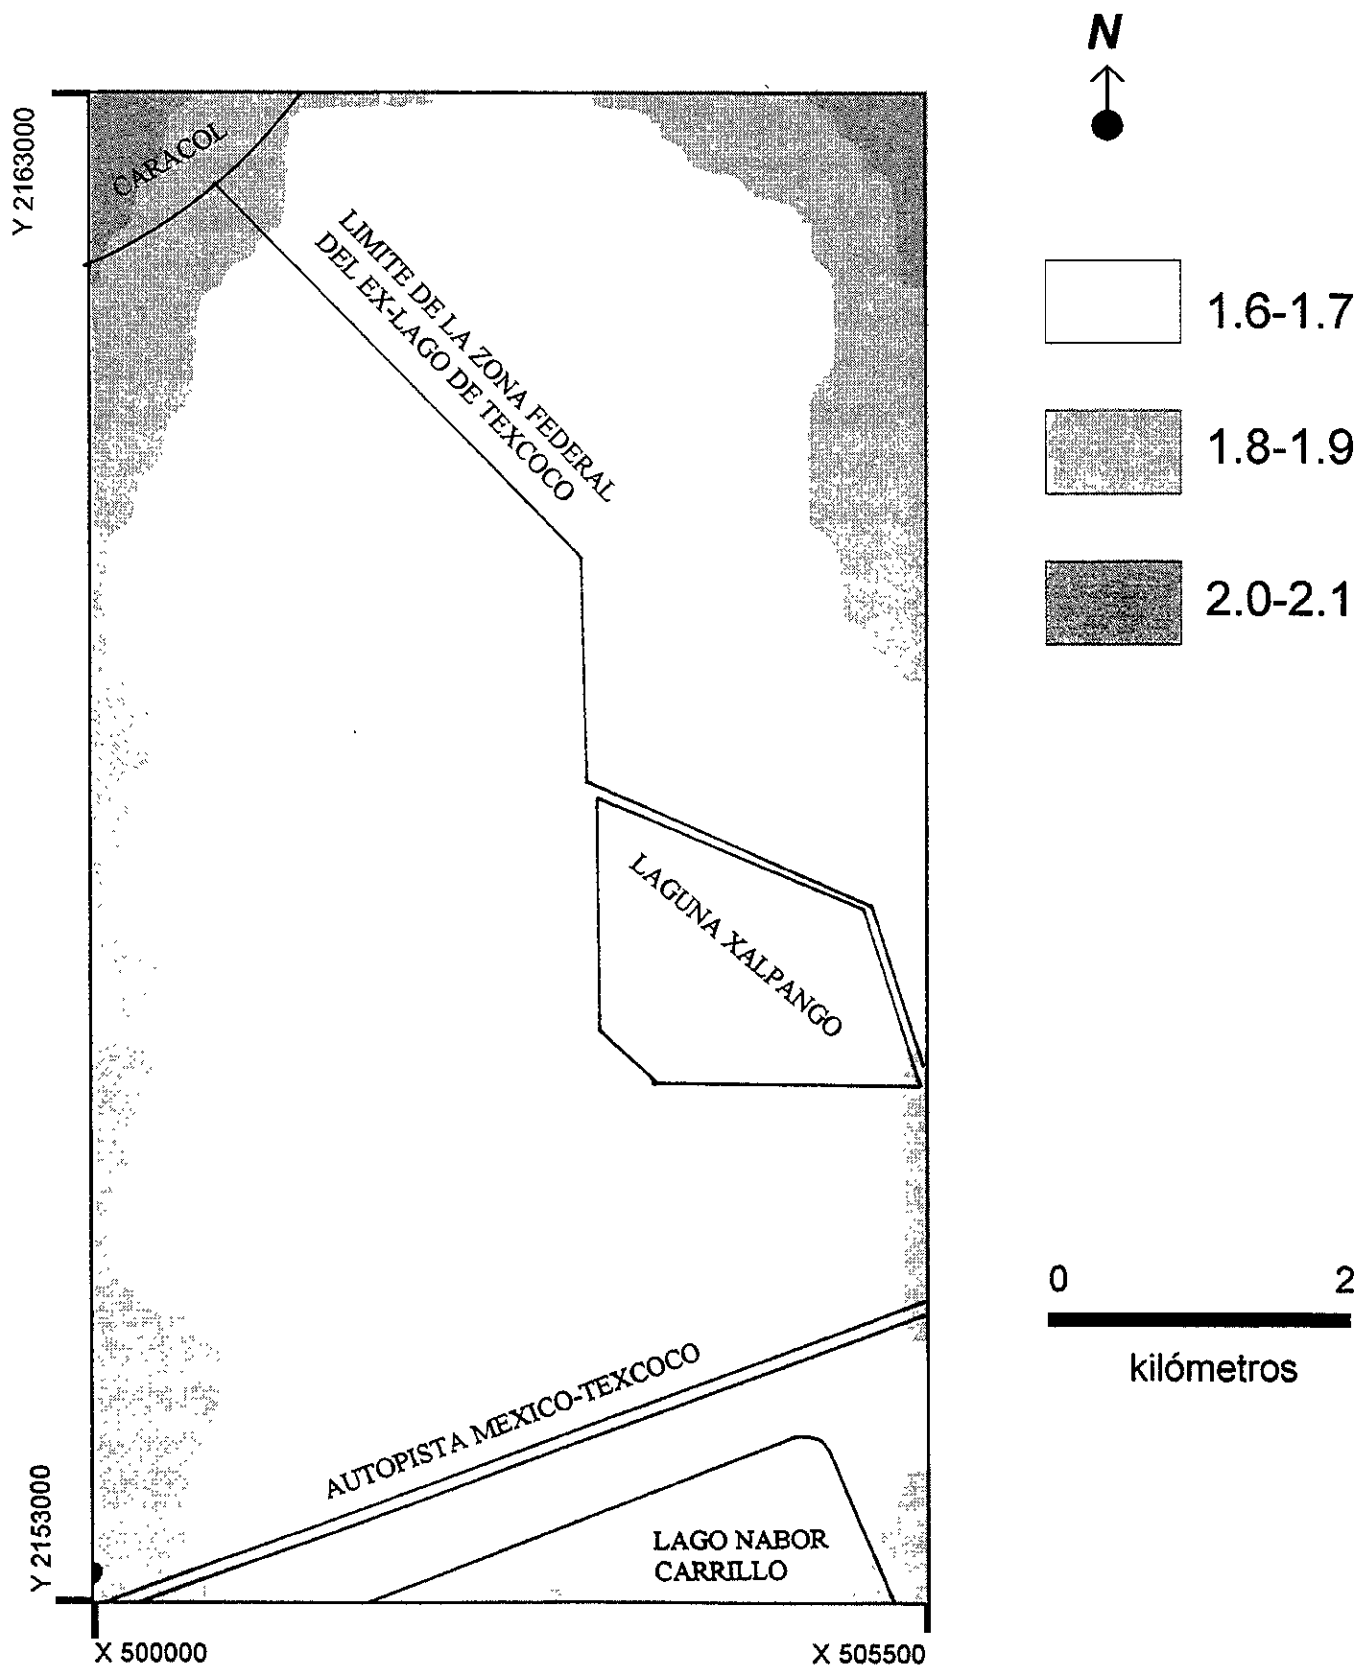 N
Y 2163000
CARACOL
LIMITE DE LA ZONA FEDERAL
DEL EX-LAGO DE TEXCOCO
1.6-1.7
1.8-1.9
2.0-2.1
LAGUNA XALPANGO
0 2
kilómetros
AUTOPISTA MEXICO-TEXCOCO
LAGO NABOR
CARRILLO
Y 2153000
X 500000
X 505500